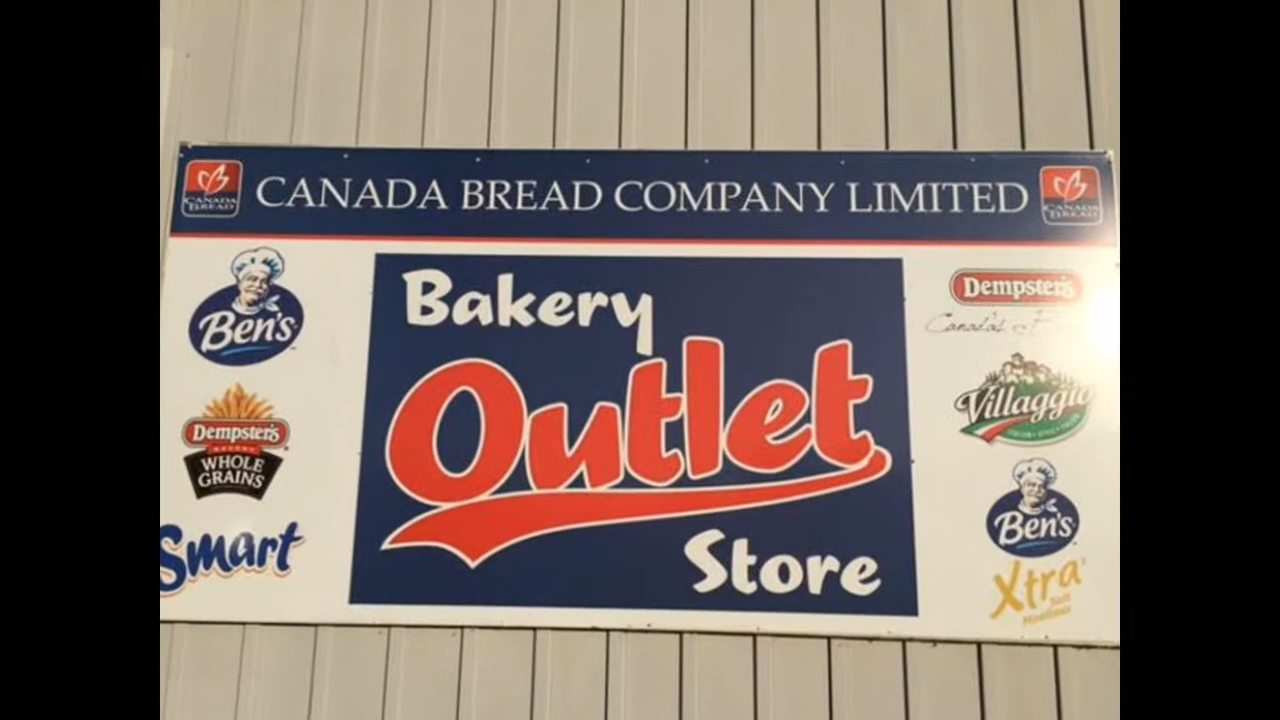 CANADA BREAD
CANADA BREAD COMPANY LIMITED
CANADA BREAD
Bakery
Outlet
Store
Ben's
Dempster's
WHOLE
GRAINS
Smart
Dempster's
Canada's
Villaggio
Ben's
Xtra